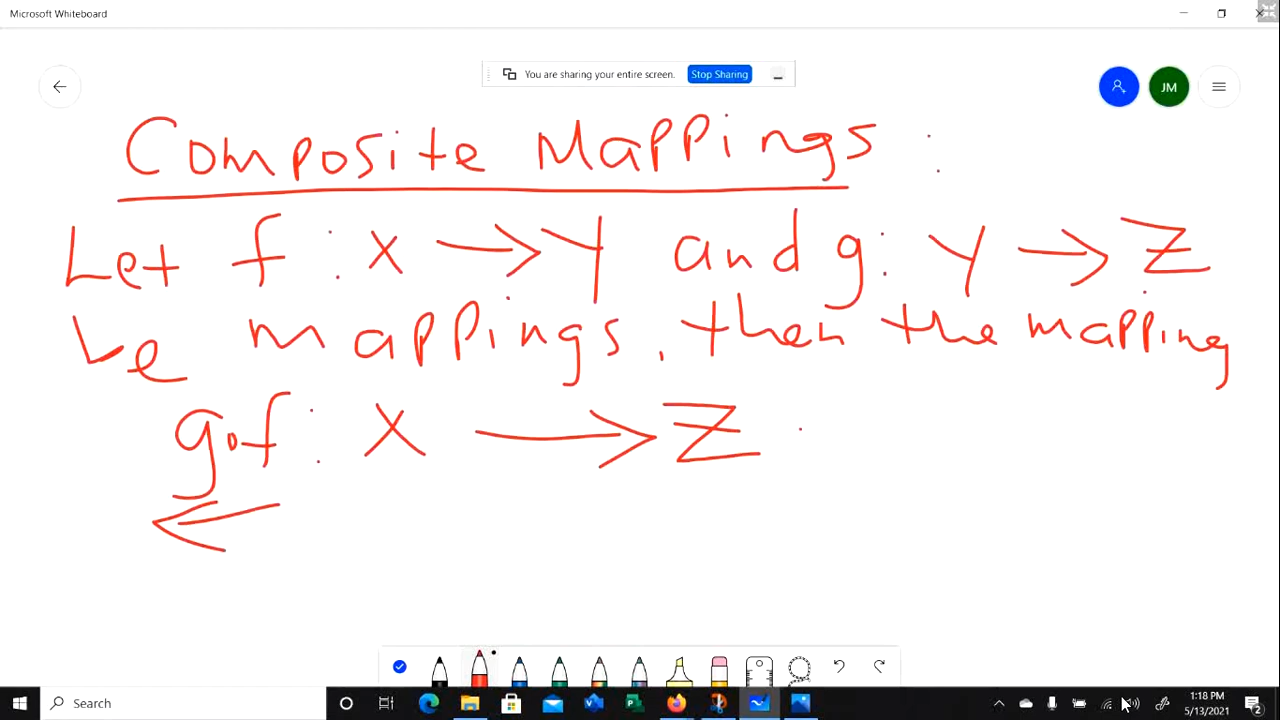 Microsoft Whiteboard
You are sharing your entire screen. Stop Sharing
JM
Composite Mappings :
Let f : X → Y and g : Y → Z
be mappings, then the mapping
gof : X → Z .
Search
1:18 PM
5/13/2021
2